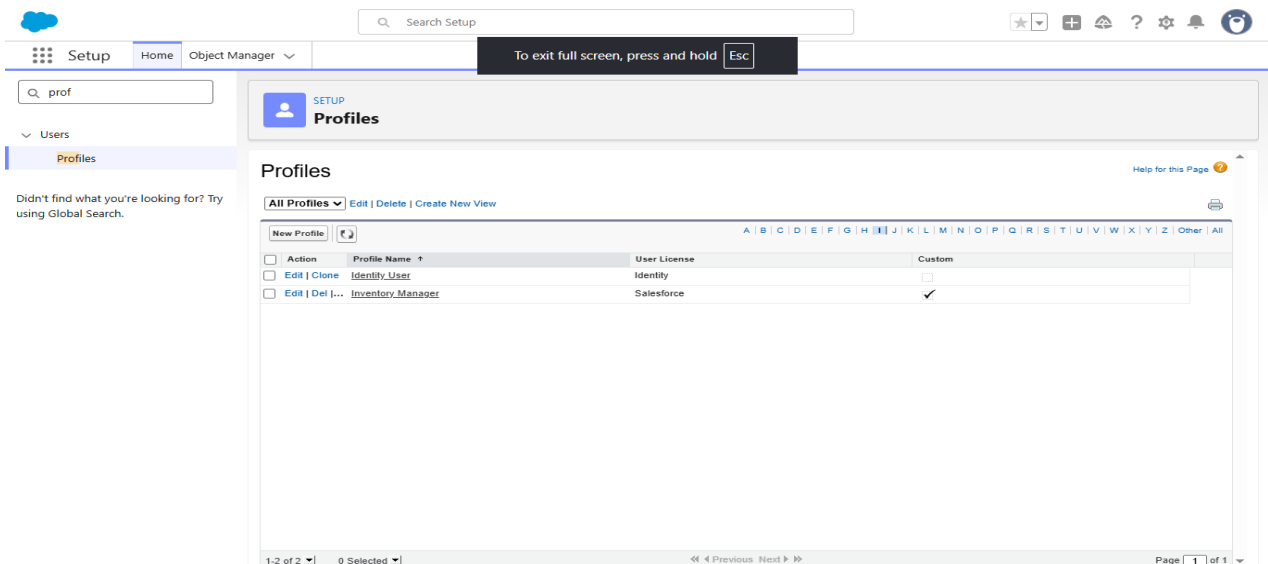 Search Setup
Setup Home Object Manager
To exit full screen, press and hold Esc
prof
Users
Profiles
Didn't find what you're looking for? Try
using Global Search.
SETUP
Profiles
Profiles
Help for this Page
All Profiles Edit | Delete | Create New View
New Profile A | B | C | D | E | F | G | H | I | J | K | L | M | N | O | P | Q | R | S | T | U | V | W | X | Y | Z | Other | All
Action Profile Name ↑ User License Custom
Edit | Clone Identity User Identity
Edit | Del |... Inventory Manager Salesforce
1-2 of 2 0 Selected Previous Next Page 1 of 1